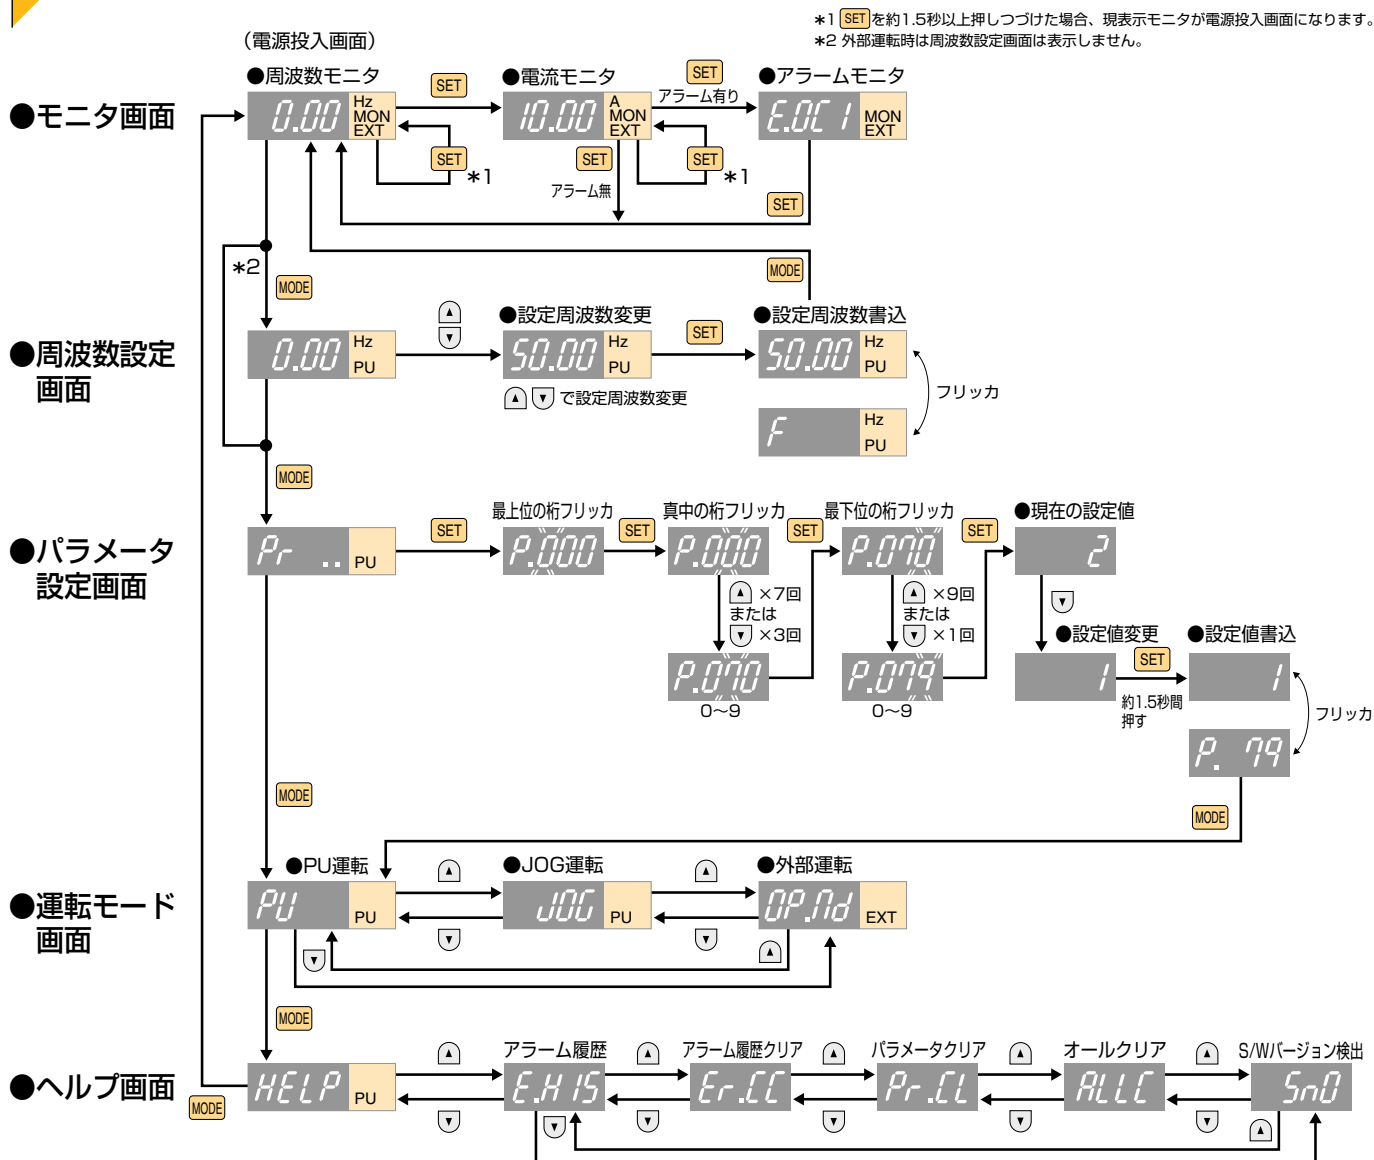 *1 SET を約1.5秒以上押しつづけた場合、現表示モニタが電源投入画面になります。
*2 外部運転時は周波数設定画面は表示しません。
（電源投入画面）
●モニタ画面
●周波数モニタ
SET
●電流モニタ
SET
アラーム有り
●アラームモニタ
0.00 Hz MON EXT
10.00 A MON EXT
E.OC1 MON EXT
SET
*1
SET
アラーム無
SET
*1
SET
*2
MODE
MODE
●周波数設定
画面
0.00 Hz PU
●設定周波数変更
50.00 Hz PU
で設定周波数変更
SET
●設定周波数書込
50.00 Hz PU
F Hz PU
フリッカ
MODE
●パラメータ
設定画面
Pr .. PU
SET
最上位の桁フリッカ
P.000
SET
真中の桁フリッカ
P.000
×7回
または
×3回
P.070
0～9
SET
最下位の桁フリッカ
P.070
×9回
または
×1回
P.079
0～9
SET
●現在の設定値
2
●設定値変更
1
SET
約1.5秒間
押す
●設定値書込
1
P. 79
フリッカ
MODE
MODE
●運転モード
画面
●PU運転
PU PU
●JOG運転
JOG PU
●外部運転
OP.nd EXT
MODE
●ヘルプ画面
MODE
HELP PU
アラーム履歴
E.HIS
アラーム履歴クリア
Er.CC
パラメータクリア
Pr.CL
オールクリア
ALLC
S/Wバージョン検出
Sn0